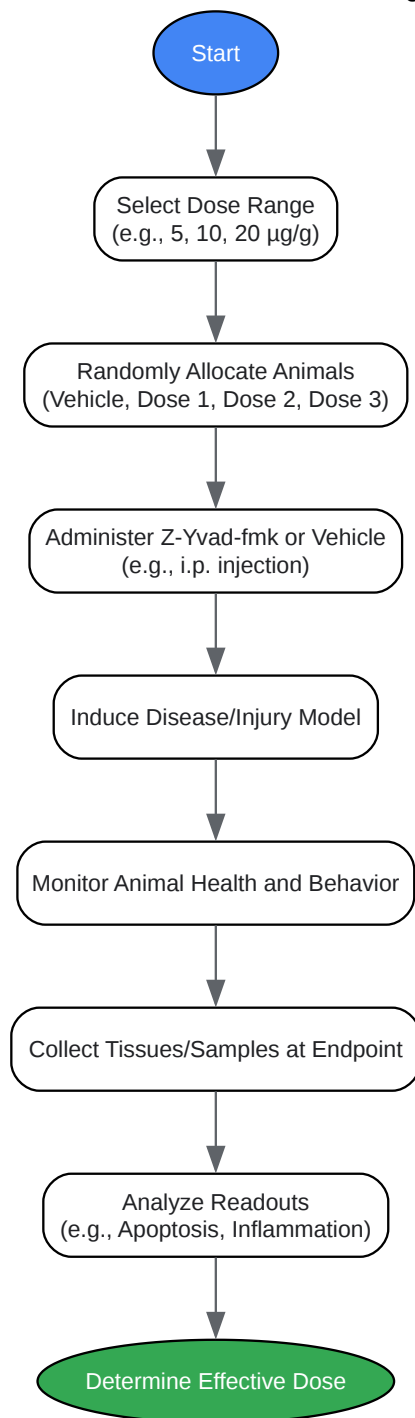 Start
Select Dose Range
(e.g., 5, 10, 20 µg/g)
Randomly Allocate Animals
(Vehicle, Dose 1, Dose 2, Dose 3)
Administer Z-Yvad-fmk or Vehicle
(e.g., i.p. injection)
Induce Disease/Injury Model
Monitor Animal Health and Behavior
Collect Tissues/Samples at Endpoint
Analyze Readouts
(e.g., Apoptosis, Inflammation)
Determine Effective Dose